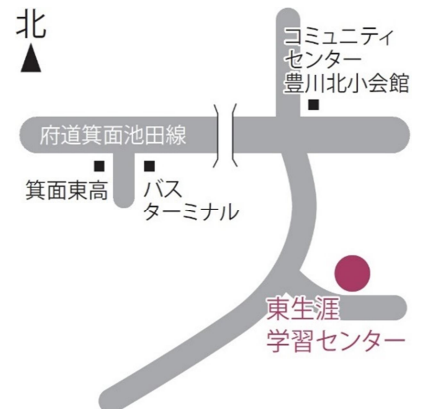 北
コミュニティ
センター
豊川北小会館
府道箕面池田線
箕面東高
バス
ターミナル
東生涯
学習センター